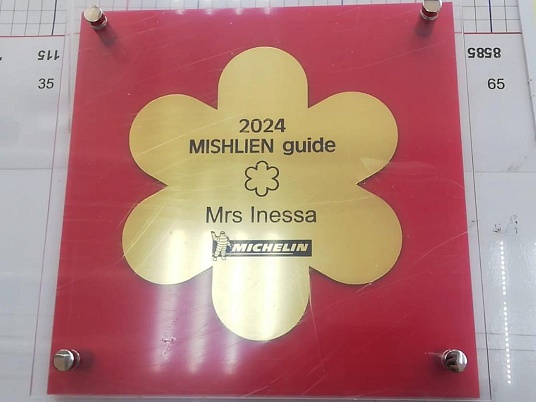 115
35
8585
65
2024
MISHLIEN guide
Mrs Inessa
MICHELIN